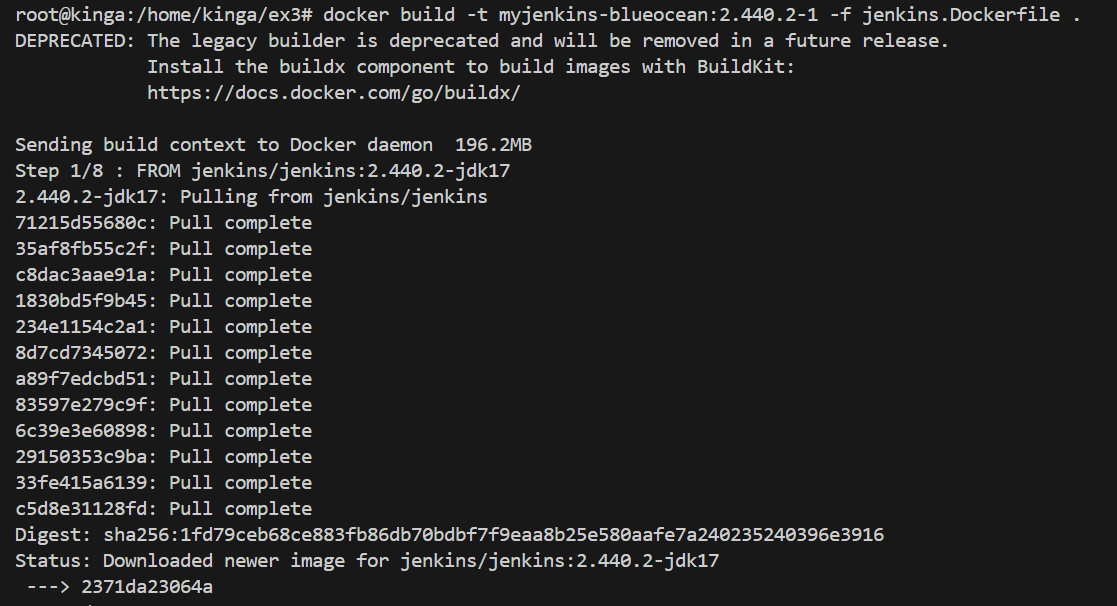 root@kinga:/home/kinga/ex3# docker build -t myjenkins-blueocean:2.440.2-1 -f jenkins.Dockerfile .
DEPRECATED: The legacy builder is deprecated and will be removed in a future release.
            Install the buildx component to build images with BuildKit:
            https://docs.docker.com/go/buildx/

Sending build context to Docker daemon  196.2MB
Step 1/8 : FROM jenkins/jenkins:2.440.2-jdk17
2.440.2-jdk17: Pulling from jenkins/jenkins
71215d55680c: Pull complete
35af8fb55c2f: Pull complete
c8dac3aae91a: Pull complete
1830bd5f9b45: Pull complete
234e1154c2a1: Pull complete
8d7cd7345072: Pull complete
a89f7edcbd51: Pull complete
83597e279c9f: Pull complete
6c39e3e60898: Pull complete
29150353c9ba: Pull complete
33fe415a6139: Pull complete
c5d8e31128fd: Pull complete
Digest: sha256:1fd79ceb68ce883fb86db70bdbf7f9eaa8b25e580aafe7a240235240396e3916
Status: Downloaded newer image for jenkins/jenkins:2.440.2-jdk17
 ---> 2371da23064a